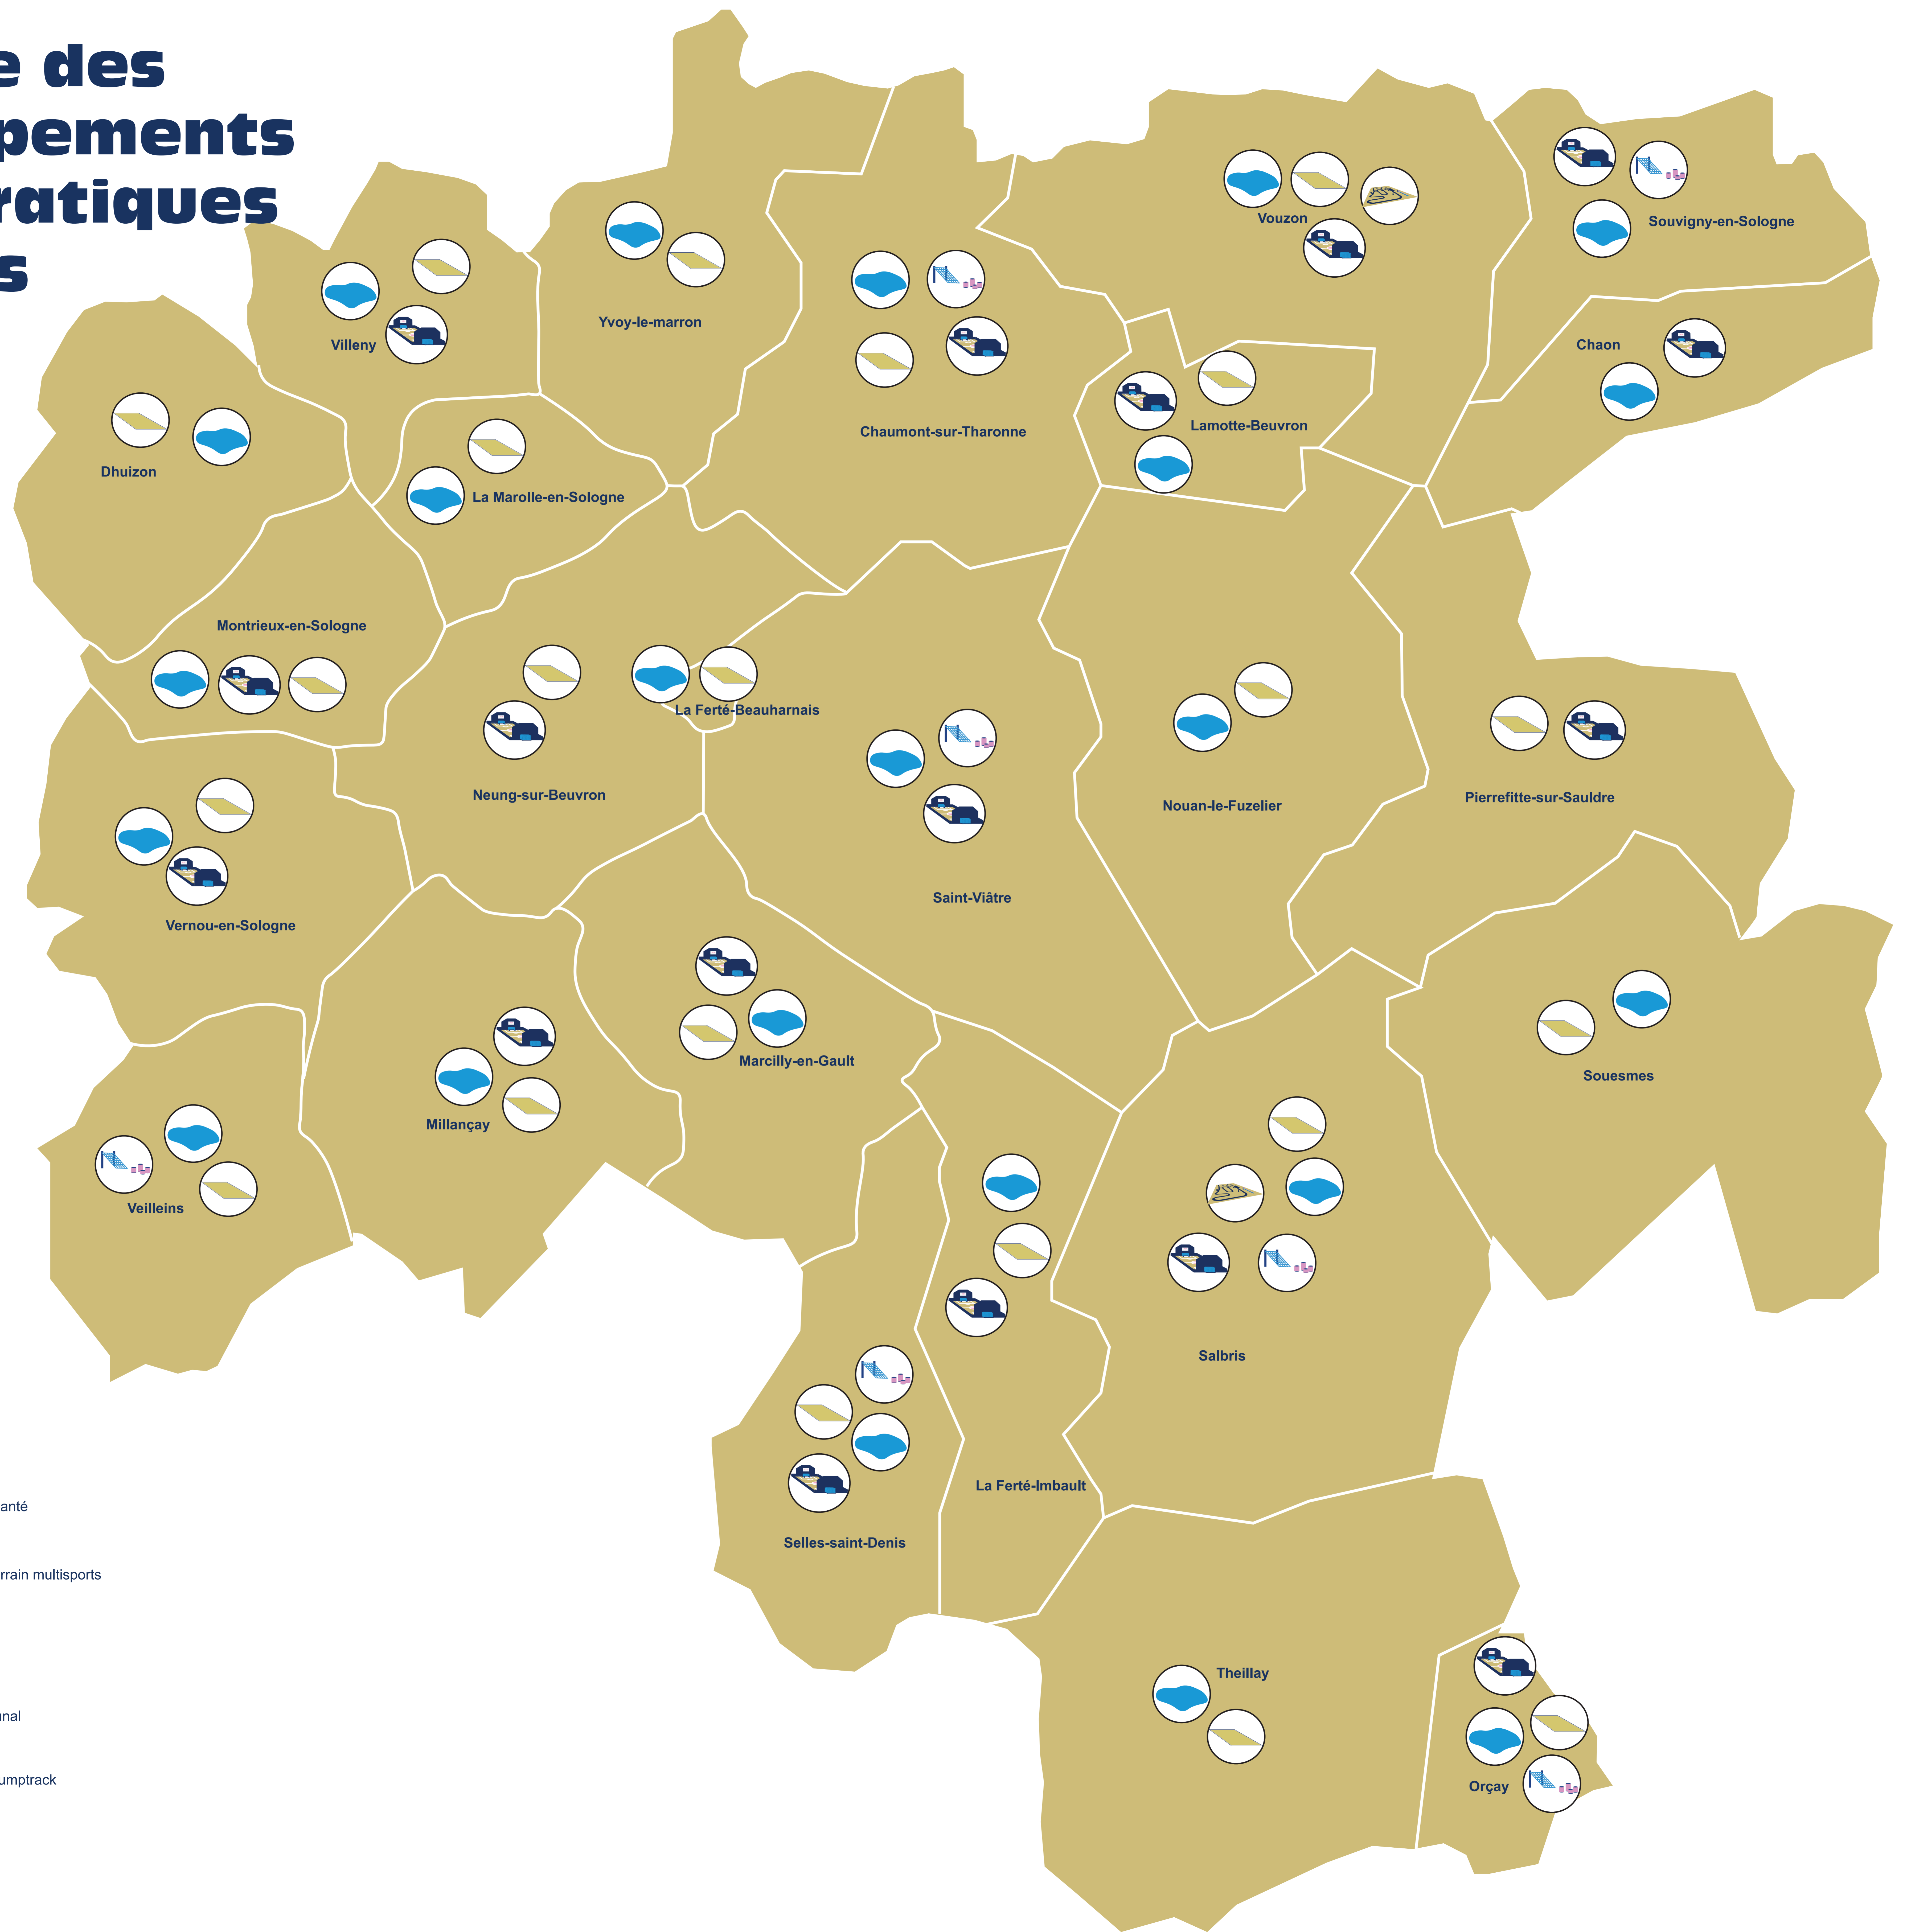 e des
pements
ratiques
s
Vouzon
Souvigny-en-Sologne
Villeny
Yvoy-le-marron
Chaon
Chaumont-sur-Tharonne
Lamotte-Beuvron
Dhuizon
La Marolle-en-Sologne
Montrieux-en-Sologne
La Ferté-Beauharnais
Neung-sur-Beuvron
Nouan-le-Fuzelier
Pierrefitte-sur-Sauldre
Saint-Viâtre
Vernou-en-Sologne
Marcilly-en-Gault
Souesmes
Millançay
Veilleins
Salbris
La Ferté-Imbault
anté
Selles-saint-Denis
rrain multisports
Theillay
unal
umptrack
Orçay